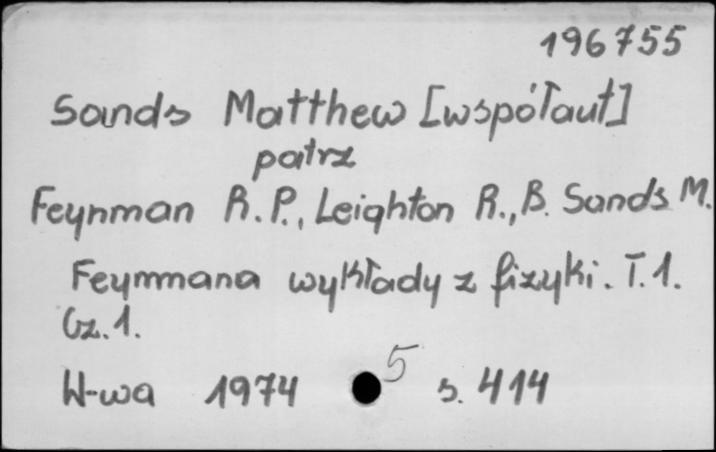 196755
Sands Matthew [współaut]
patrz
Feynman R.P., Leighton R.,B. Sands M.
Feynmana wykłady z fizyki. T.1.
Cz.1.
W-wa 1974 5 s. 414